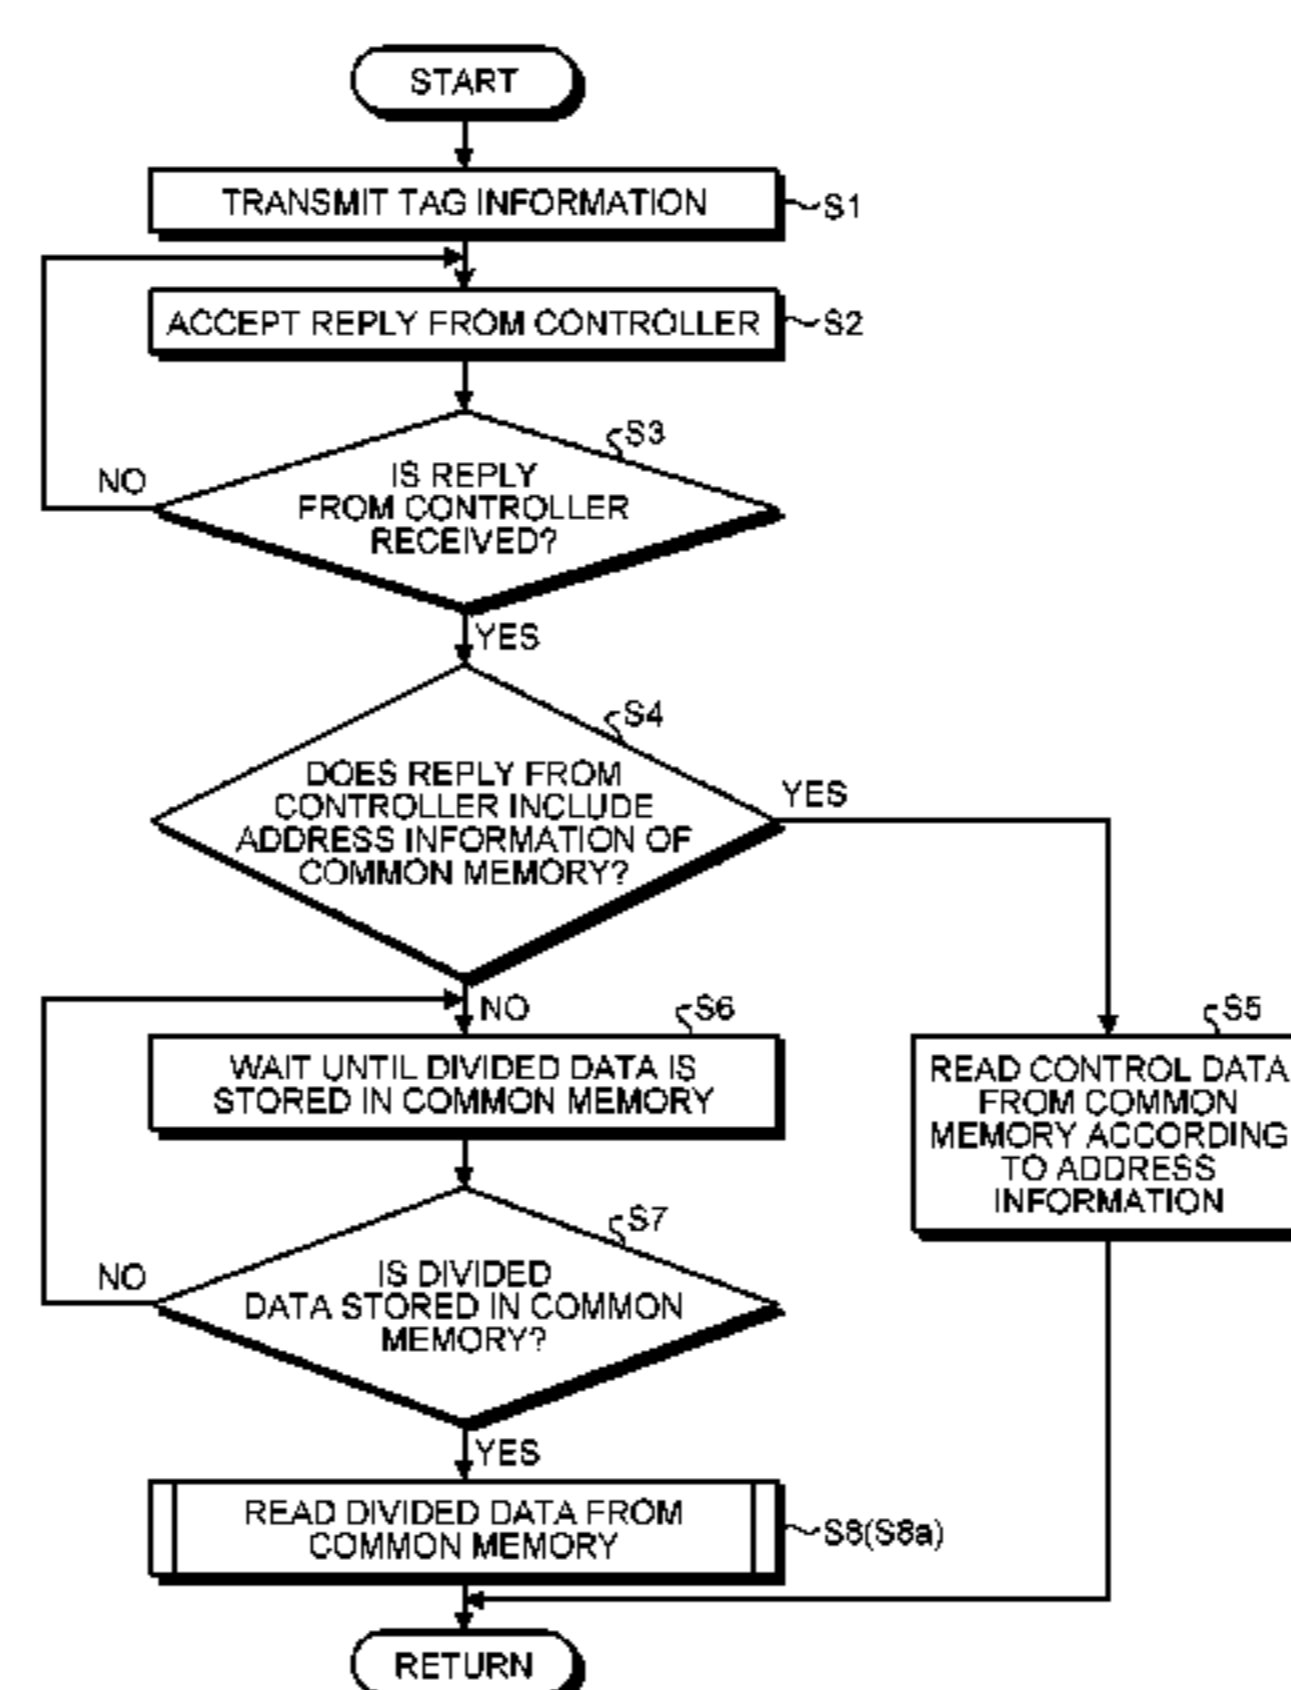 START
TRANSMIT TAG INFORMATION
S1
ACCEPT REPLY FROM CONTROLLER
S2
S3
IS REPLY
FROM CONTROLLER
RECEIVED?
NO
YES
S4
DOES REPLY FROM
CONTROLLER INCLUDE
ADDRESS INFORMATION OF
COMMON MEMORY?
YES
NO
S6
WAIT UNTIL DIVIDED DATA IS
STORED IN COMMON MEMORY
S5
READ CONTROL DATA
FROM COMMON
MEMORY ACCORDING
TO ADDRESS
INFORMATION
S7
IS DIVIDED
DATA STORED IN COMMON
MEMORY?
NO
YES
READ DIVIDED DATA FROM
COMMON MEMORY
S8(S8a)
RETURN